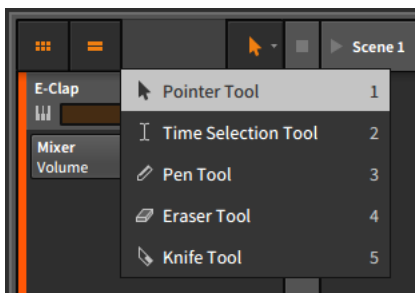 Scene 1
E-Clap
Mixer
Volume
Pointer Tool 1
Time Selection Tool 2
Pen Tool 3
Eraser Tool 4
Knife Tool 5